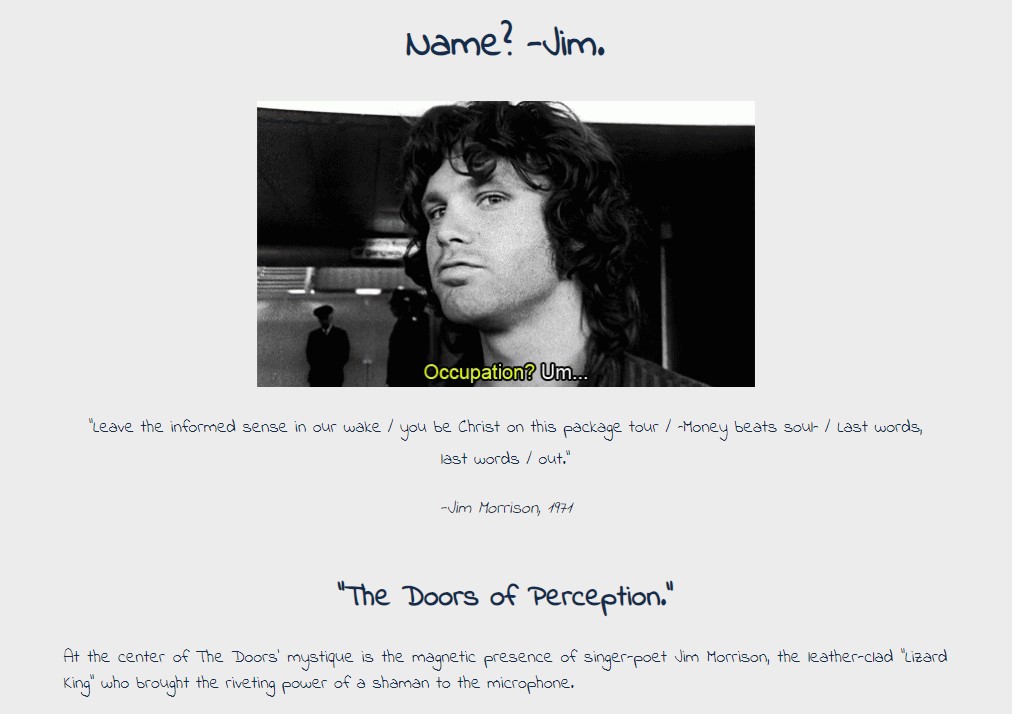 Name? -Jim.
Occupation? Um...
"Leave the informed sense in our wake / you be Christ on this package tour / -Money beats soul- / Last words,
last words / out."
-Jim Morrison, 1971
"The Doors of Perception."
At the center of The Doors' mystique is the magnetic presence of singer-poet Jim Morrison, the leather-clad "Lizard
King" who brought the riveting power of a shaman to the microphone.